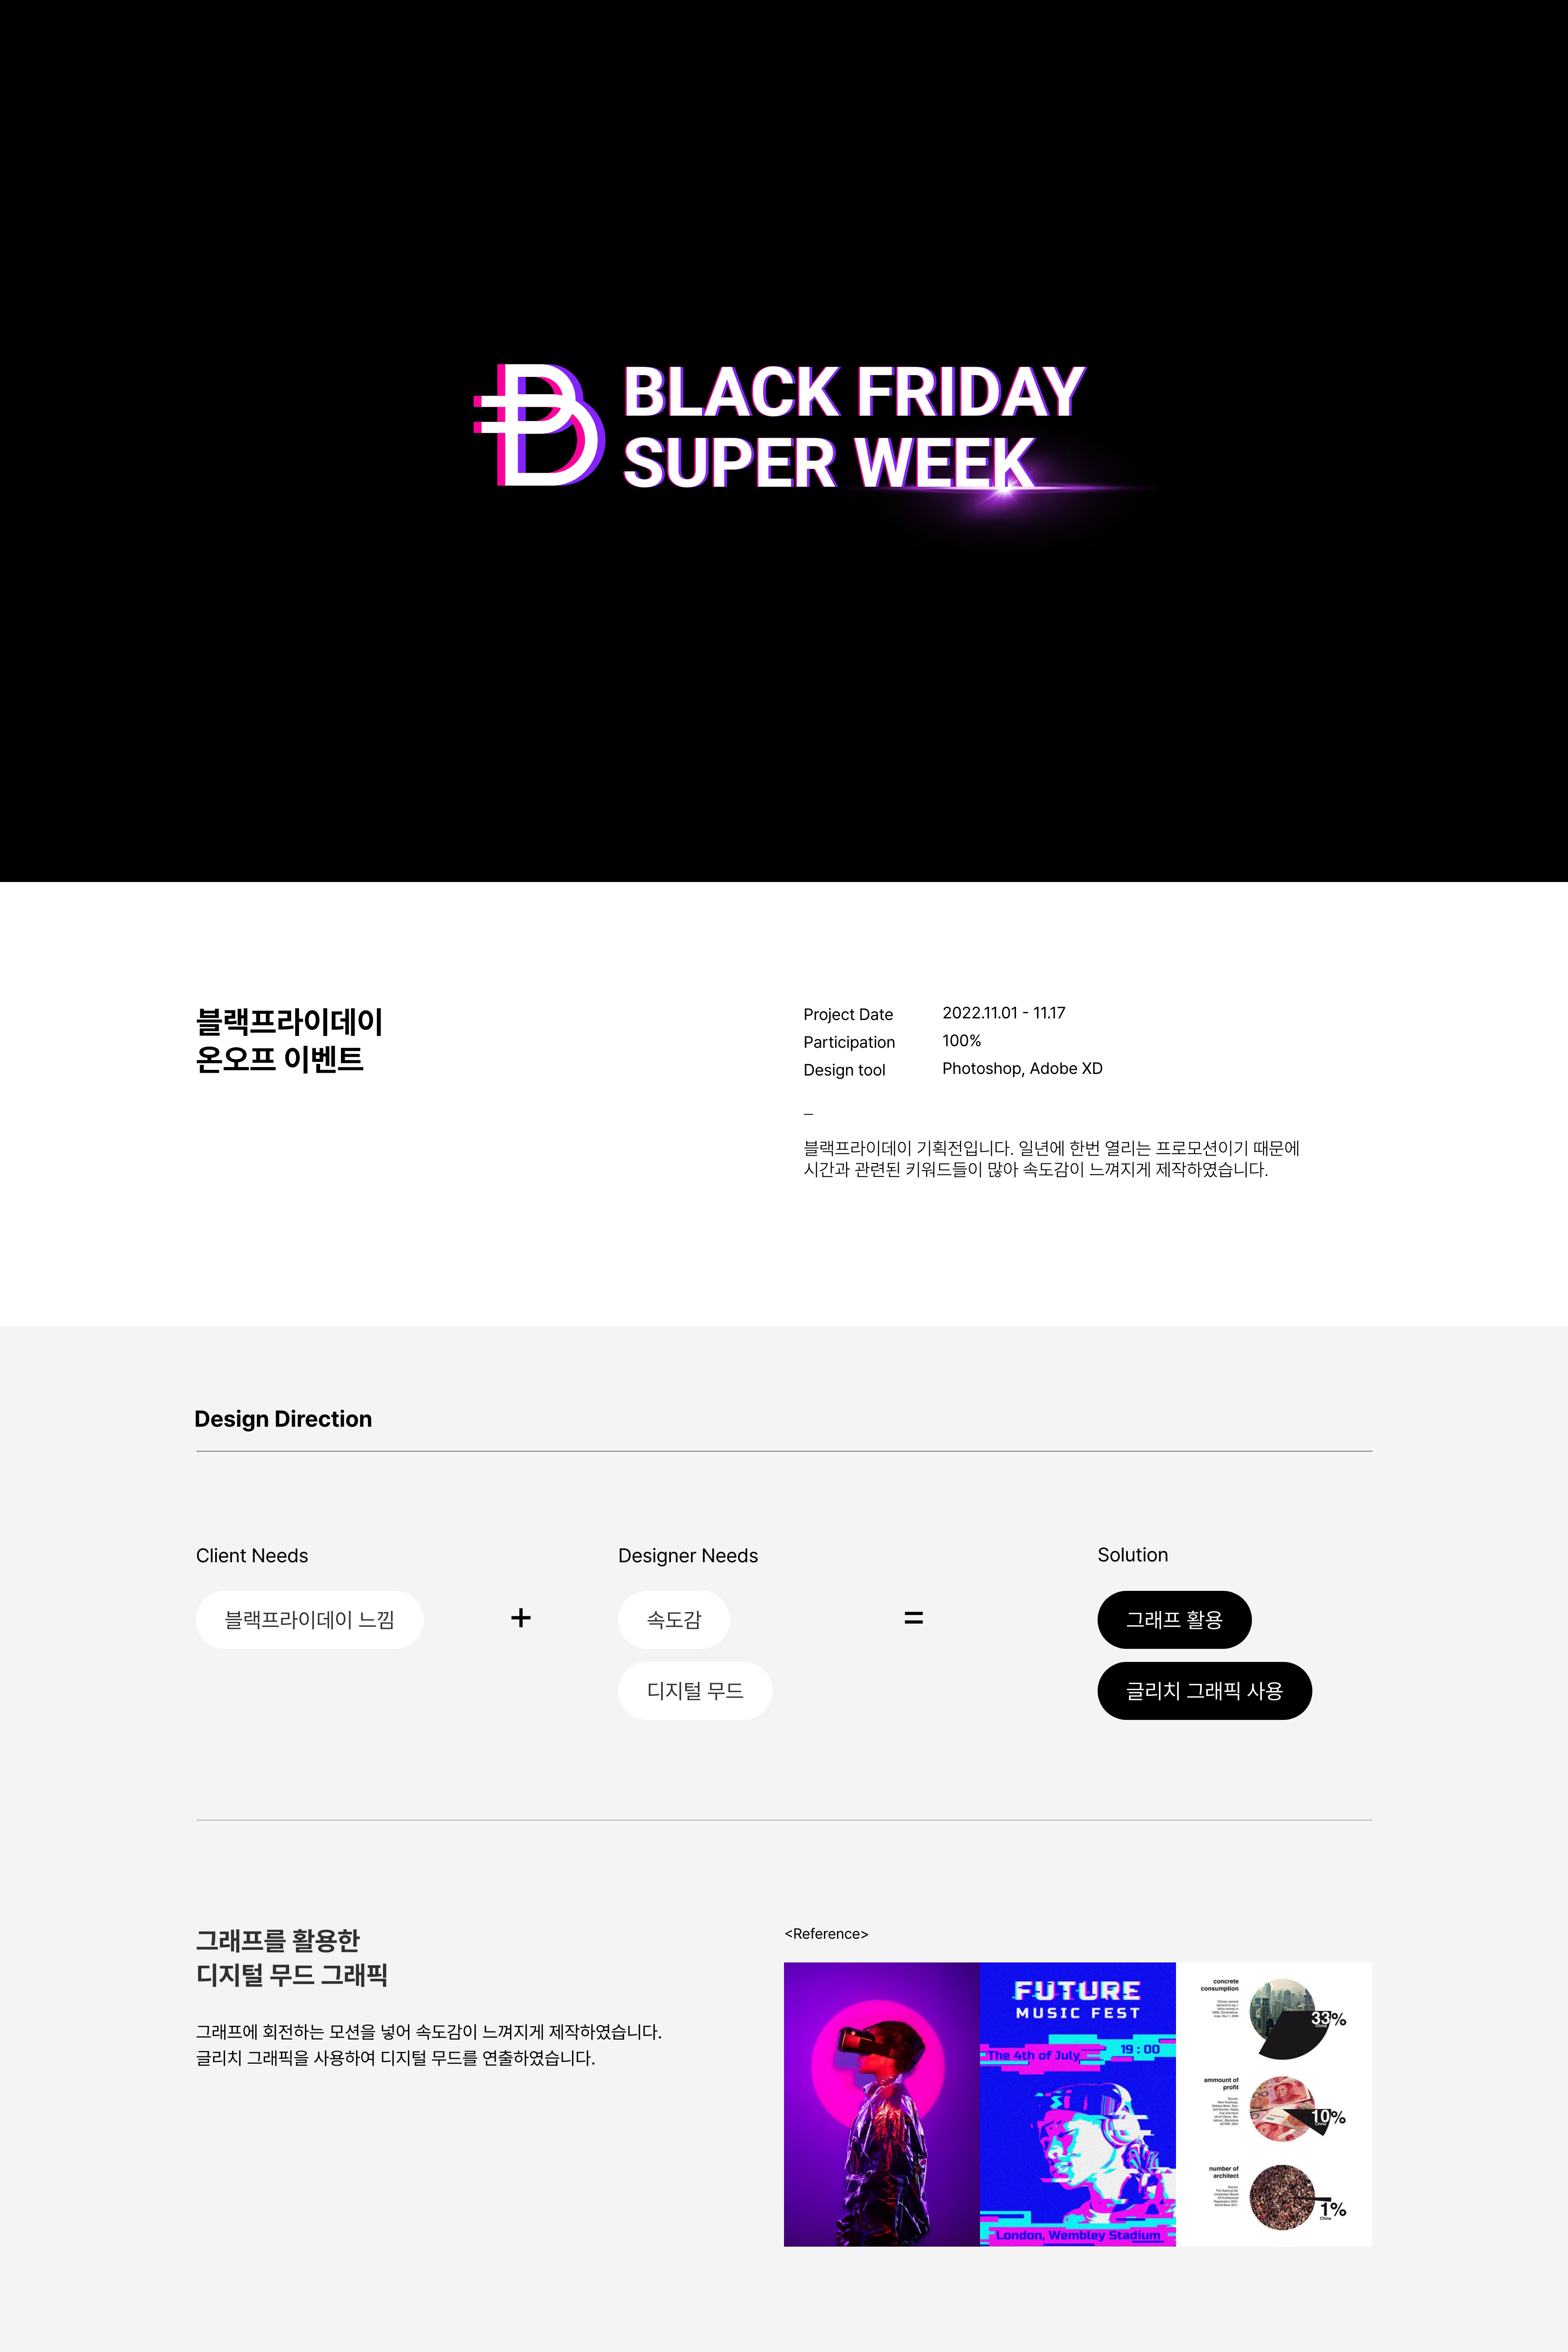 BLACK FRIDAY
SUPER WEEK
블랙프라이데이
온오프 이벤트
Project Date 2022.11.01 - 11.17
Participation 100%
Design tool Photoshop, Adobe XD
–
블랙프라이데이 기획전입니다. 일년에 한번 열리는 프로모션이기 때문에
시간과 관련된 키워드들이 많아 속도감이 느껴지게 제작하였습니다.
Design Direction
Client Needs
블랙프라이데이 느낌
+
Designer Needs
속도감
디지털 무드
=
Solution
그래프 활용
글리치 그래픽 사용
그래프를 활용한
디지털 무드 그래픽
그래프에 회전하는 모션을 넣어 속도감이 느껴지게 제작하였습니다.
글리치 그래픽을 사용하여 디지털 무드를 연출하였습니다.
<Reference>
FUTURE
MUSIC FEST
The 4th of July
19 : 00
London, Wembley Stadium
concrete
consumption
33%
ammount of
profit
10%
number of
architect
1%
China